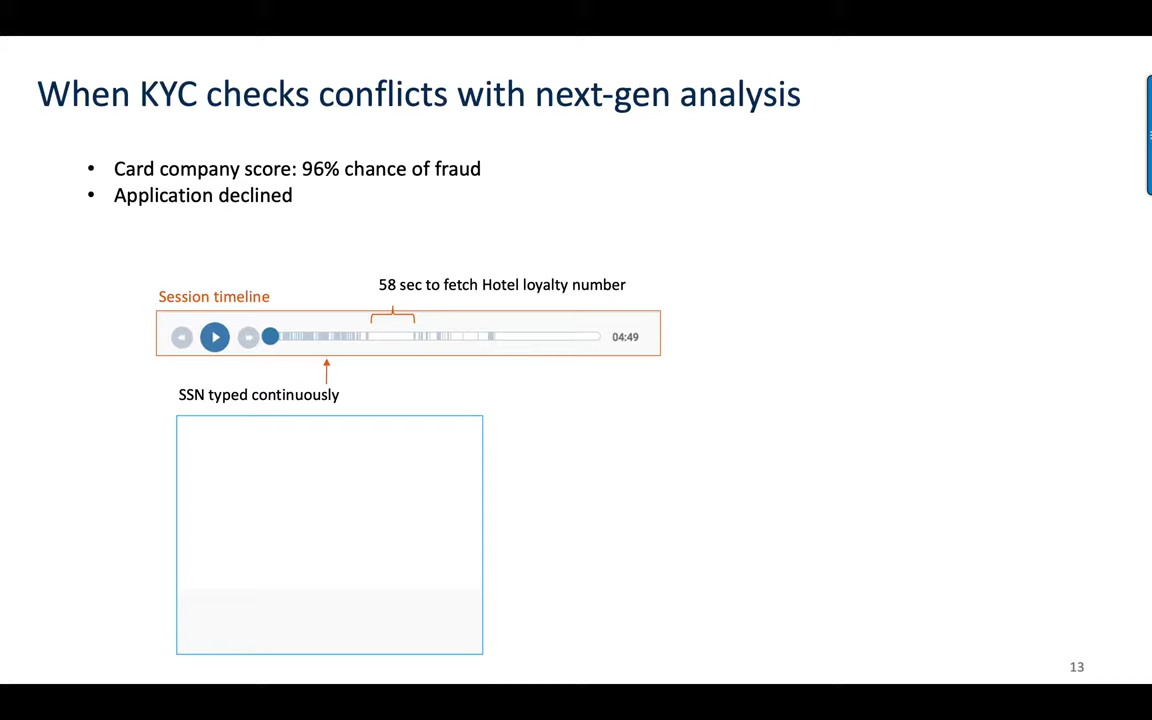 When KYC checks conflicts with next-gen analysis
• Card company score: 96% chance of fraud
• Application declined
58 sec to fetch Hotel loyalty number
Session timeline
04:49
SSN typed continuously
13